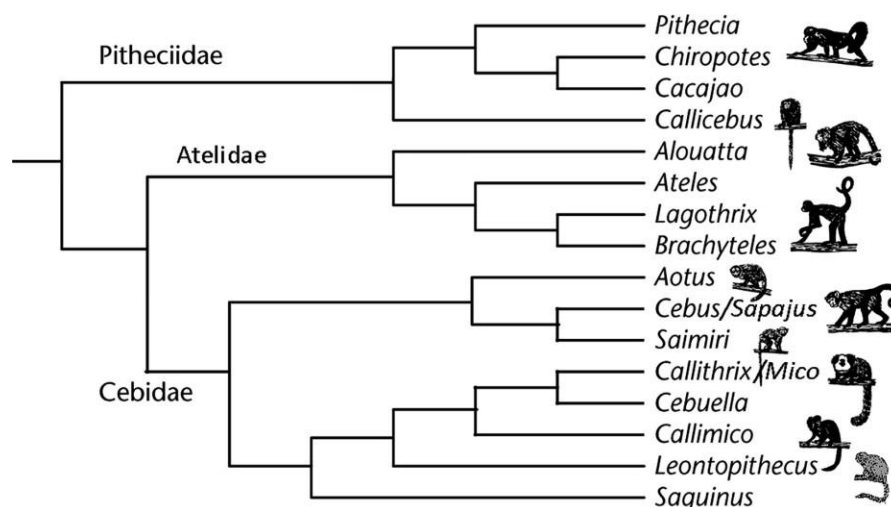 Pitheciidae
Atelidae
Cebidae
Pithecia
Chiropotes
Cacajao
Callicebus
Alouatta
Ateles
Lagothrix
Brachyteles
Aotus
Cebus/Sapajus
Saimiri
Callithrix/Mico
Cebuella
Callimico
Leontopithecus
Saguinus